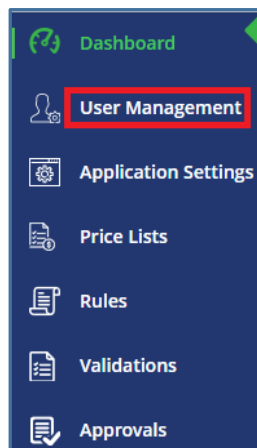 Dashboard
User Management
Application Settings
Price Lists
Rules
Validations
Approvals